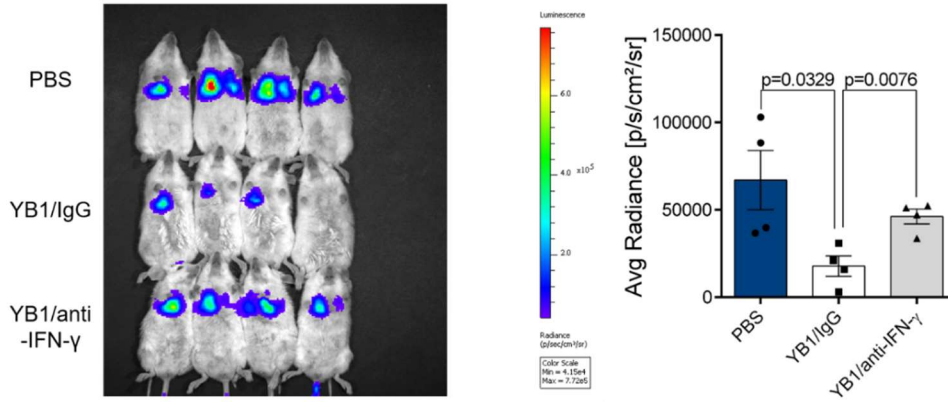 PBS
YB1/IgG
YB1/anti
-IFN-γ
Luminescence
6.0
4.0
x10⁵
2.0
Radiance
(p/sec/cm²/sr)
Color Scale
Min = 4.15e4
Max = 7.72e5
Avg Radiance [p/s/cm²/sr]
150000
100000
50000
0
p=0.0329
p=0.0076
PBS
YB1/IgG
YB1/anti-IFN-γ